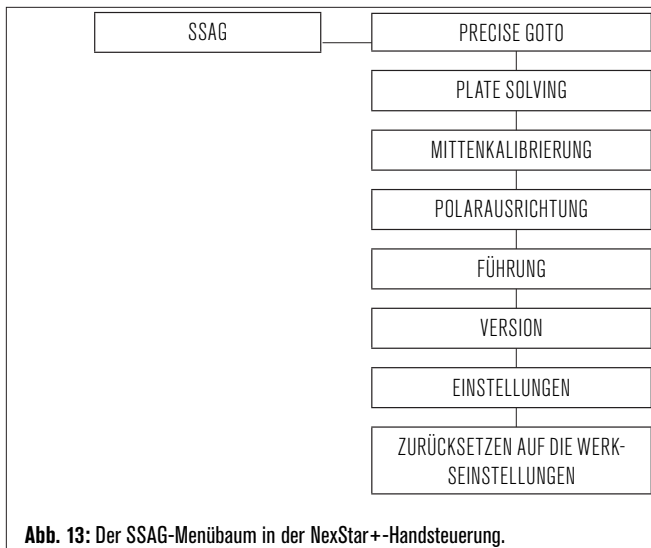 SSAG
PRECISE GOTO
PLATE SOLVING
MITTENKALIBRIERUNG
POLARAUSRICHTUNG
FÜHRUNG
VERSION
EINSTELLUNGEN
ZURÜCKSETZEN AUF DIE WERK-
SEINSTELLUNGEN
Abb. 13: Der SSAG-Menübaum in der NexStar+-Handsteuerung.